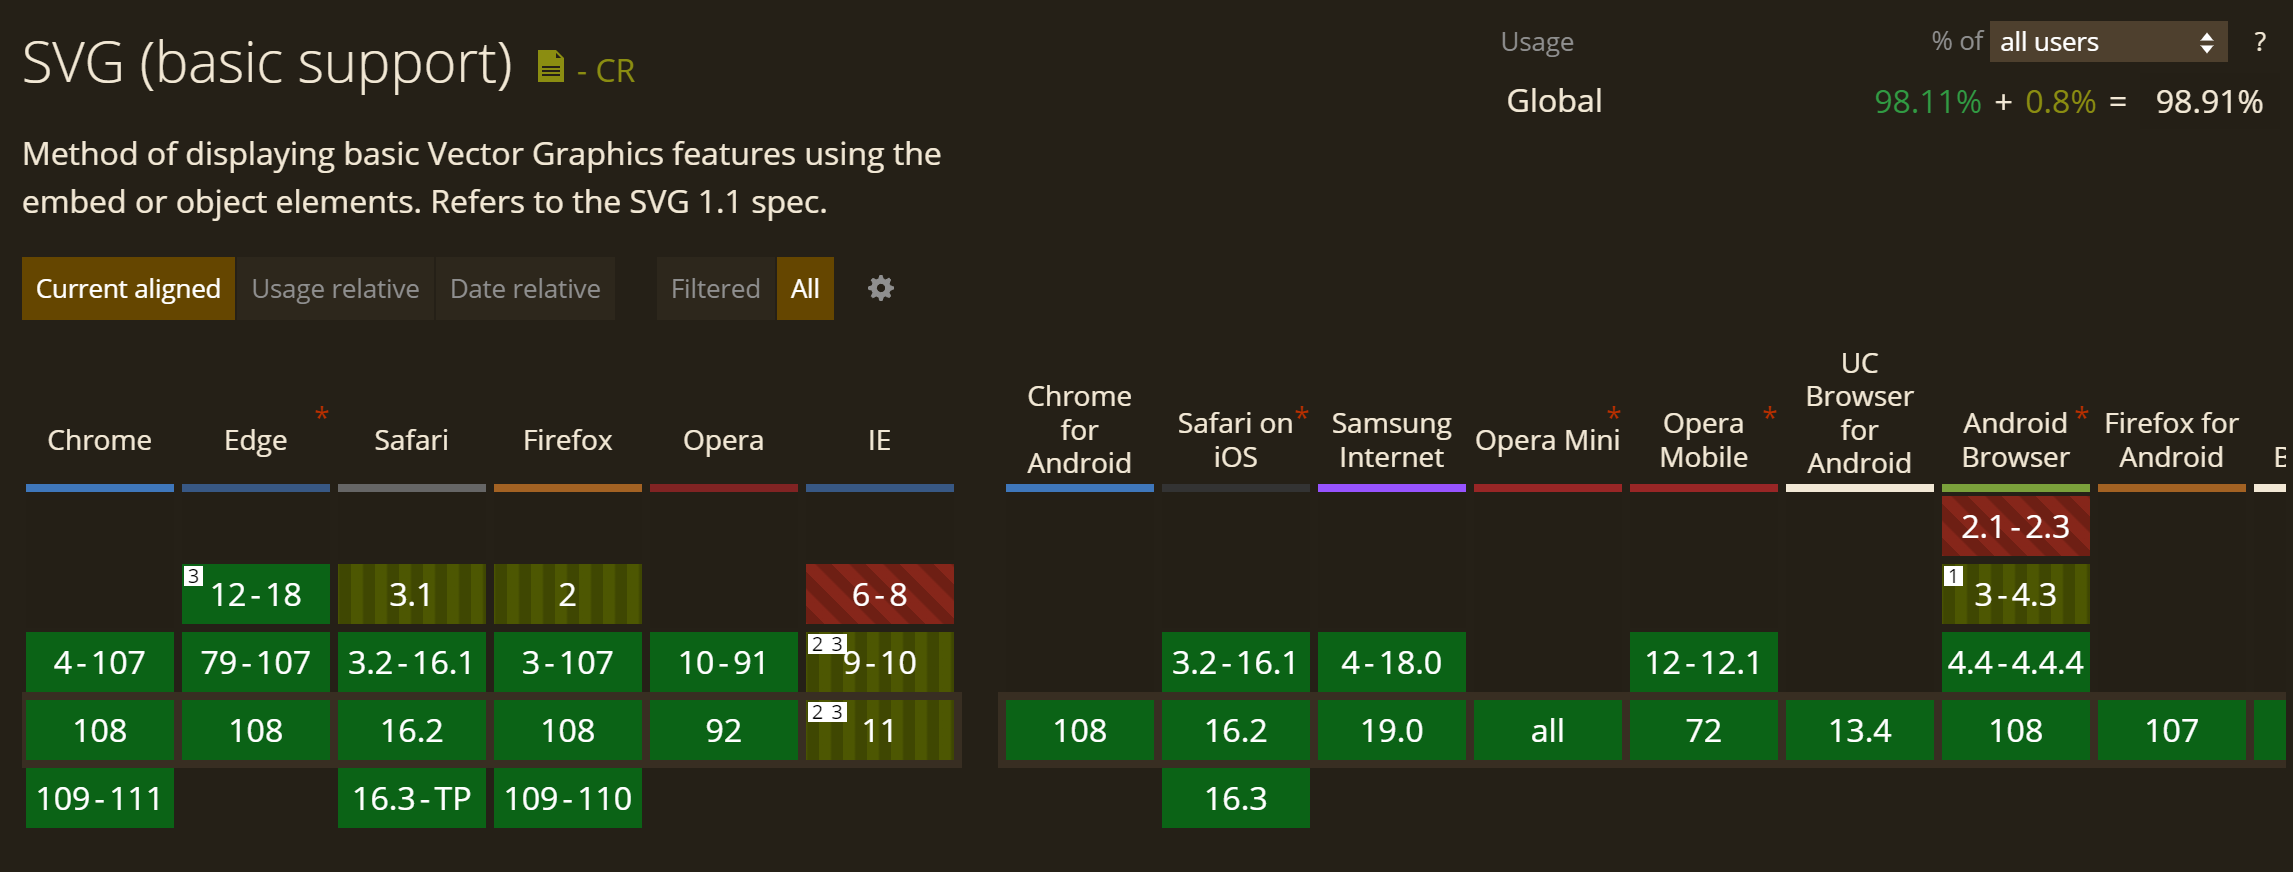 SVG (basic support) - CR
Usage % of all users ?
Global 98.11% + 0.8% = 98.91%
Method of displaying basic Vector Graphics features using the
embed or object elements. Refers to the SVG 1.1 spec.
Current aligned Usage relative Date relative Filtered All
Chrome
Edge *
Safari
Firefox
Opera
IE
Chrome
for
Android
Safari on *
iOS
Samsung
Internet
Opera Mini *
Opera *
Mobile
UC
Browser
for
Android
Android *
Browser
Firefox for
Android
2.1-2.3
3 12-18 3.1 2 6-8 1 3-4.3
4-107 79-107 3.2-16.1 3-107 10-91 2 3 9-10 3.2-16.1 4-18.0 12-12.1 4.4-4.4.4
108 108 16.2 108 92 2 3 11 108 16.2 19.0 all 72 13.4 108 107
109-111 16.3-TP 109-110 16.3